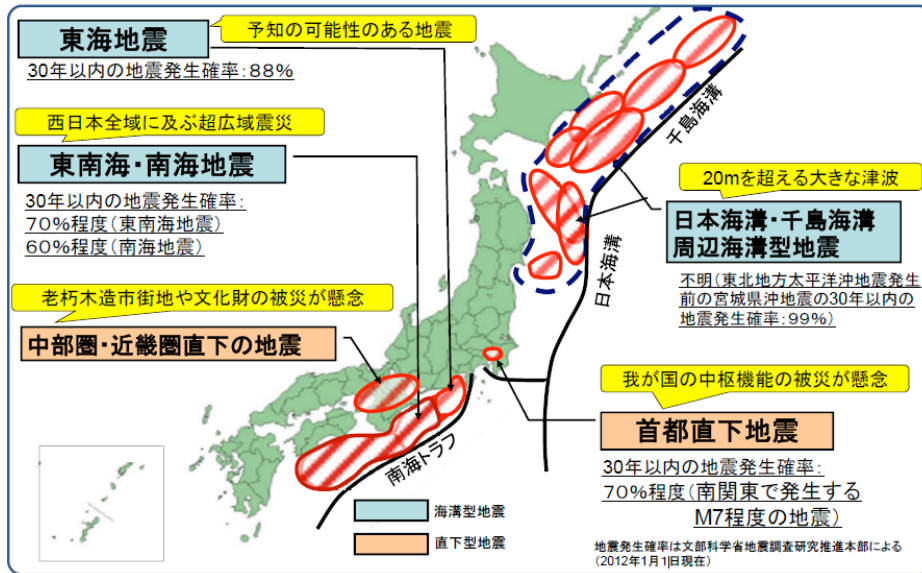 東海地震
予知の可能性のある地震
30年以内の地震発生確率:88%
西日本全域に及ぶ超広域震災
東南海・南海地震
30年以内の地震発生確率:
70%程度(東南海地震)
60%程度(南海地震)
老朽木造市街地や文化財の被災が懸念
中部圏・近畿圏直下の地震
千島海溝
20mを超える大きな津波
日本海溝・千島海溝
周辺海溝型地震
不明(東北地方太平洋沖地震発生
前の宮城県沖地震の30年以内の
地震発生確率:99%)
日本海溝
我が国の中枢機能の被災が懸念
首都直下地震
30年以内の地震発生確率:
70%程度(南関東で発生する
M7程度の地震)
南海トラフ
海溝型地震
直下型地震
地震発生確率は文部科学省地震調査研究推進本部による
(2012年1月1日現在)